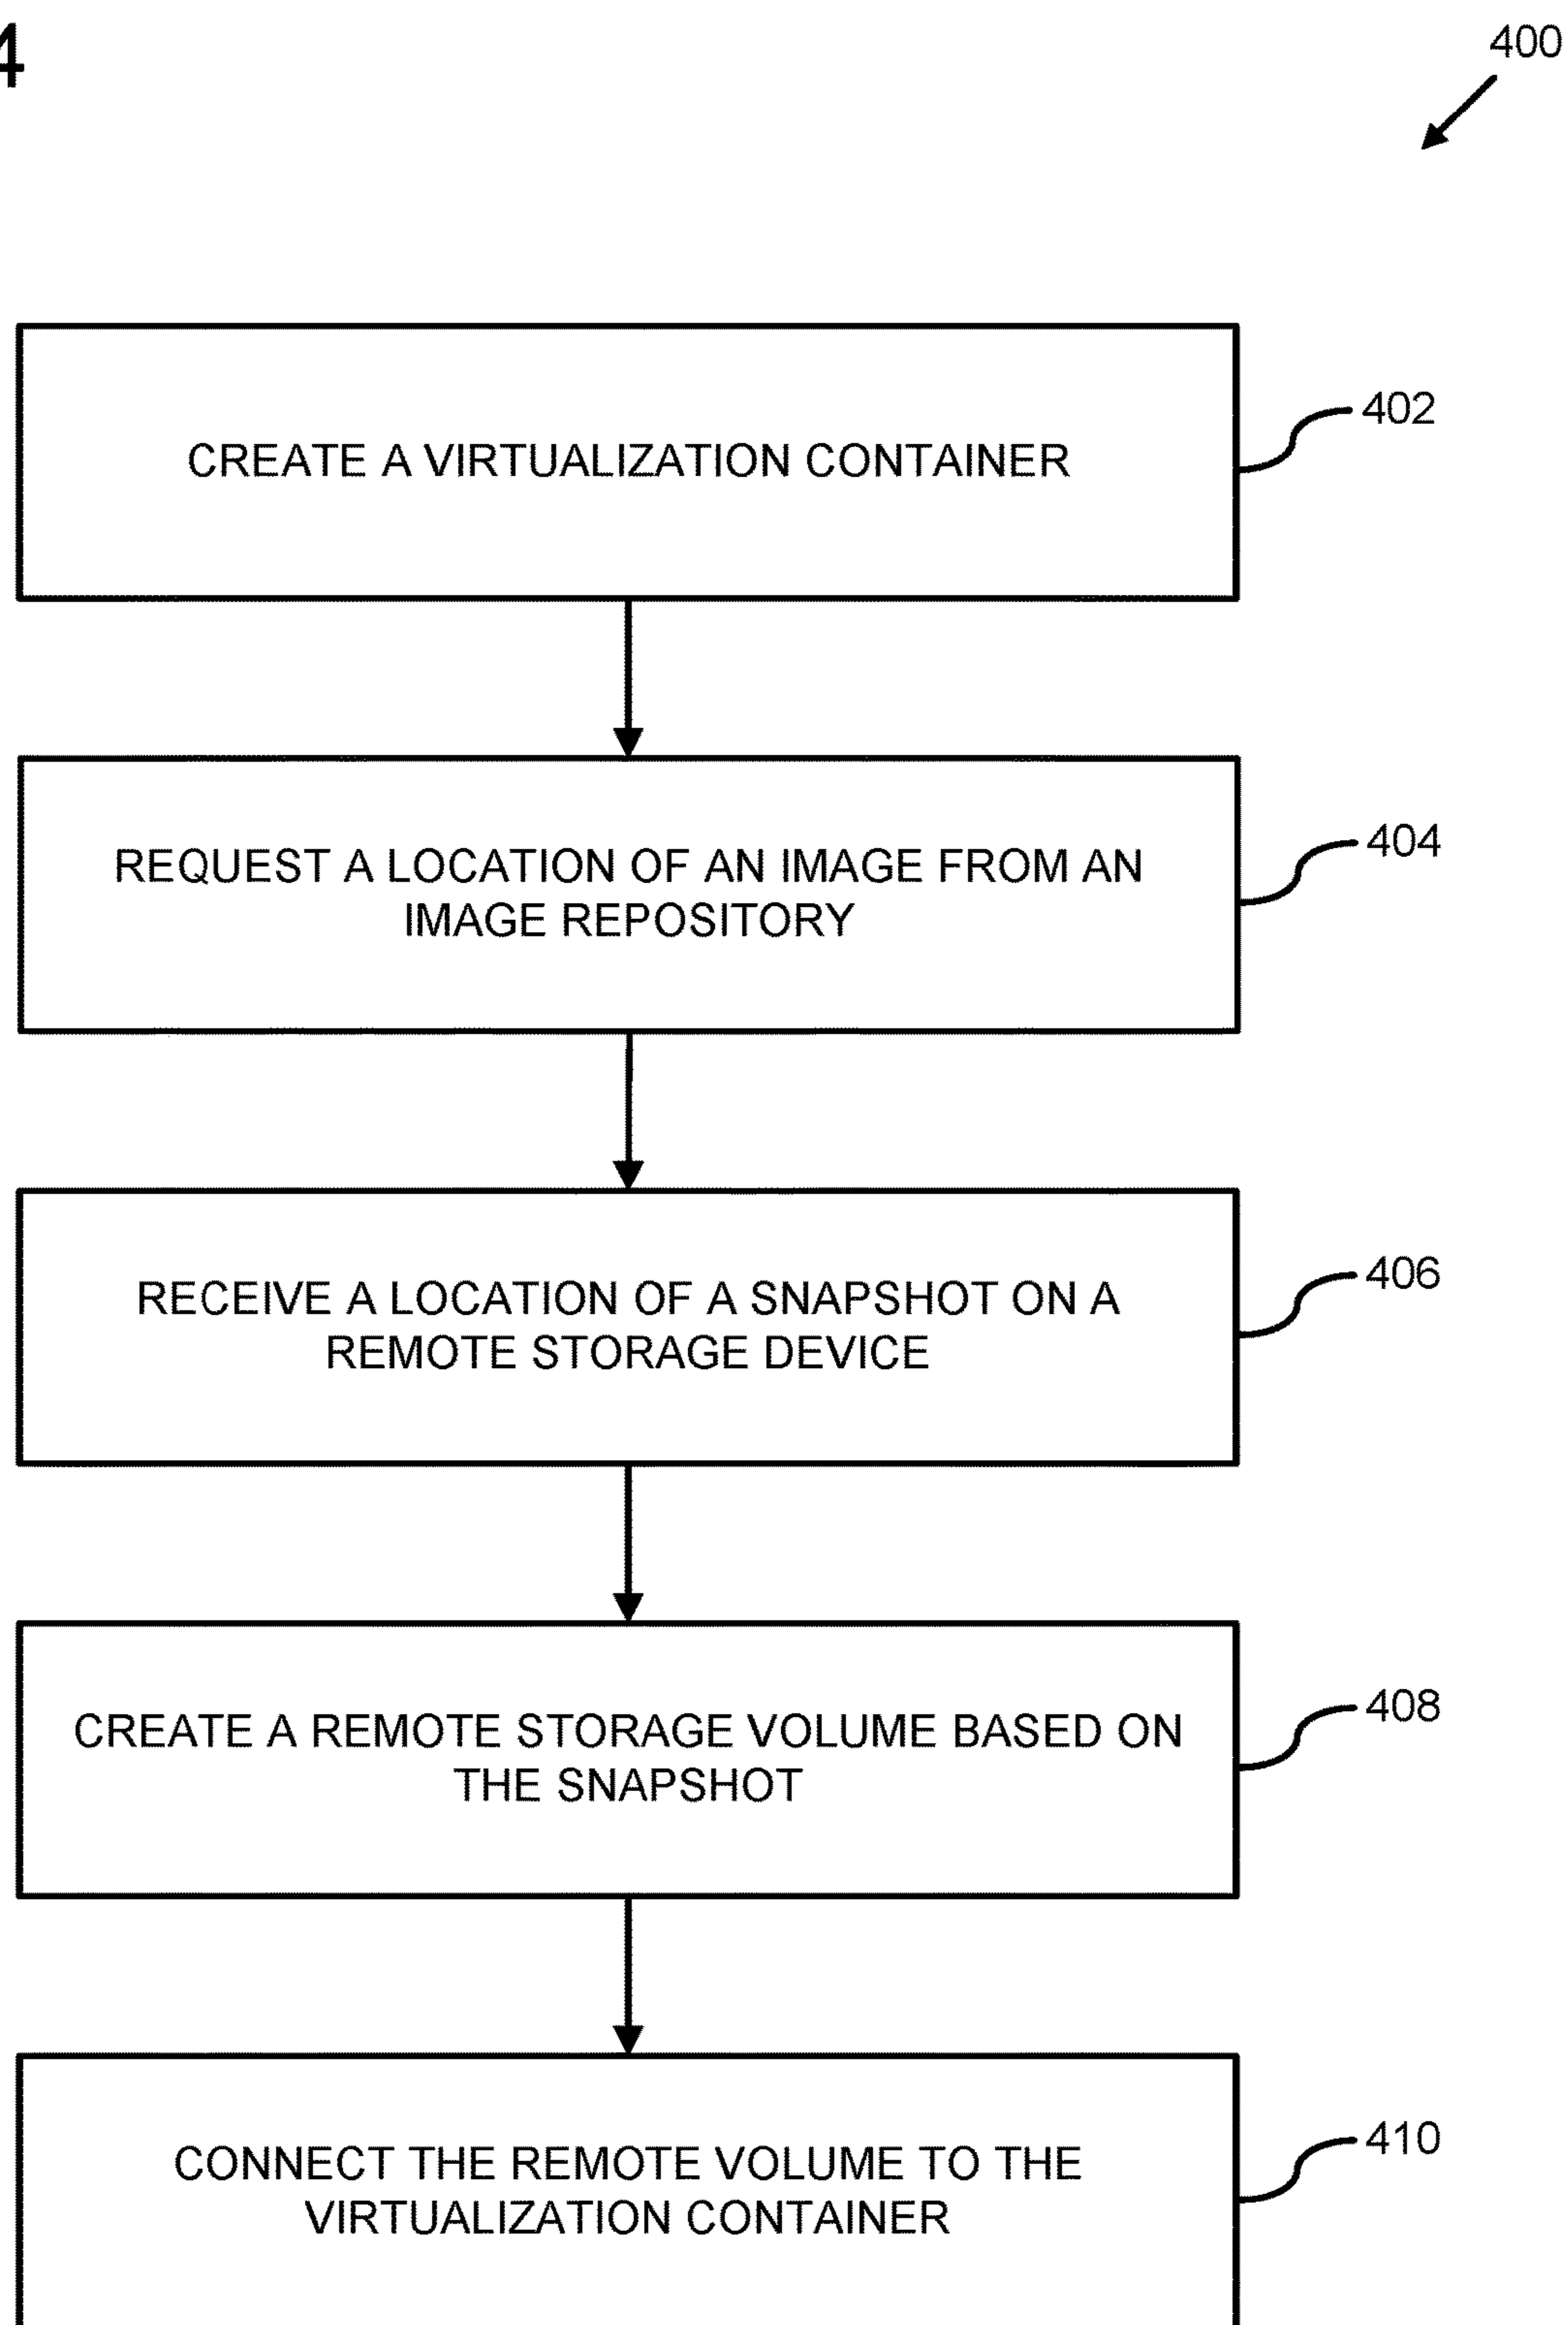 4
400
CREATE A VIRTUALIZATION CONTAINER
402
REQUEST A LOCATION OF AN IMAGE FROM AN
IMAGE REPOSITORY
404
RECEIVE A LOCATION OF A SNAPSHOT ON A
REMOTE STORAGE DEVICE
406
CREATE A REMOTE STORAGE VOLUME BASED ON
THE SNAPSHOT
408
CONNECT THE REMOTE VOLUME TO THE
VIRTUALIZATION CONTAINER
410